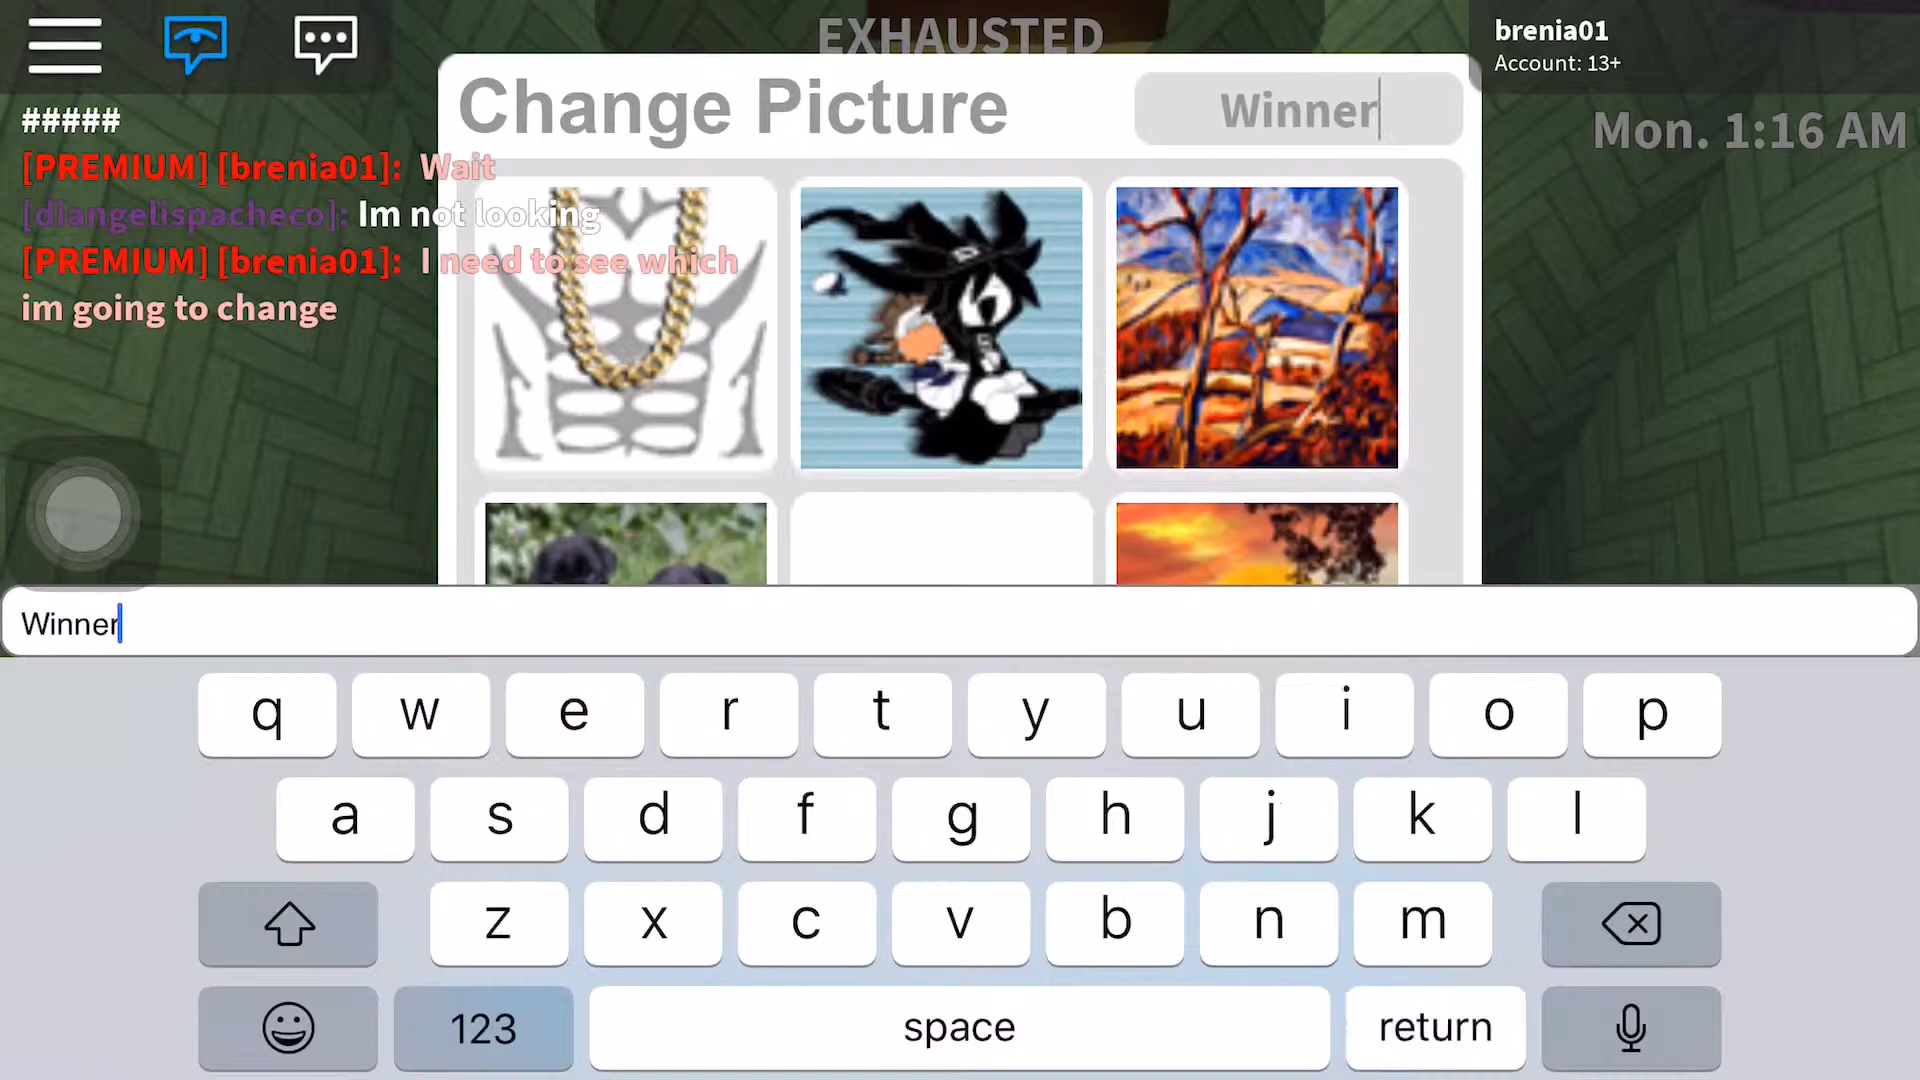 EXHAUSTED
brenia01
Account: 13+
Mon. 1:16 AM
Change Picture
Winner
#####
[PREMIUM] [brenia01]: Wait
[diangelispacheco]: Im not looking
[PREMIUM] [brenia01]: I need to see which
im going to change
Winner
q w e r t y u i o p
a s d f g h j k l
z x c v b n m
123 space return